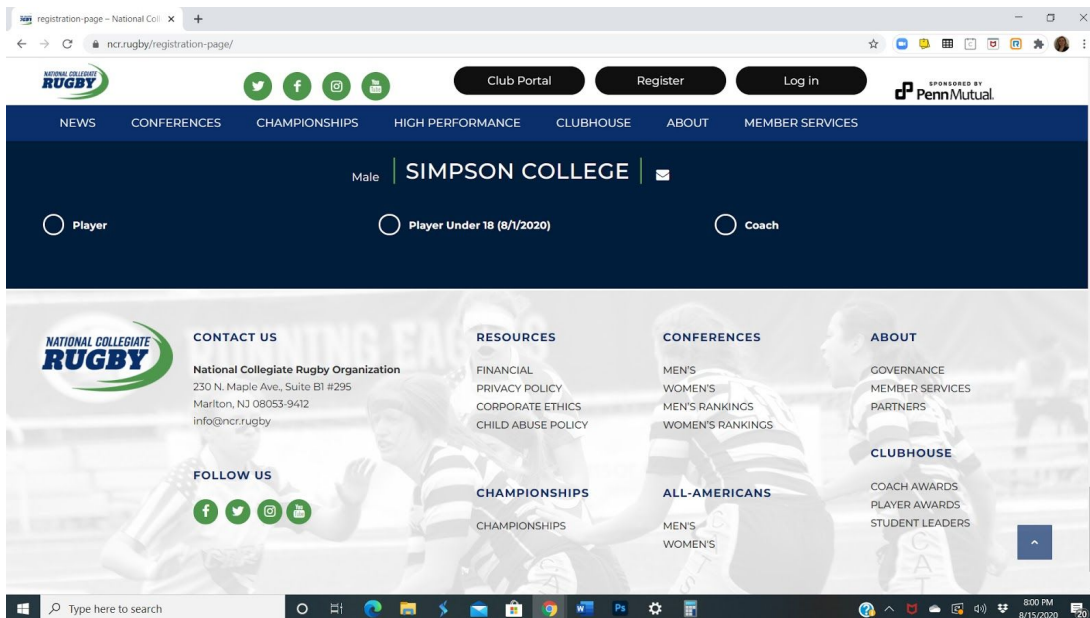 registration-page – National Coll
ncr.rugby/registration-page/
NATIONAL COLLEGIATE
RUGBY
Club Portal
Register
Log in
SPONSORED BY
Penn Mutual.
NEWS
CONFERENCES
CHAMPIONSHIPS
HIGH PERFORMANCE
CLUBHOUSE
ABOUT
MEMBER SERVICES
Male
SIMPSON COLLEGE
Player
Player Under 18 (8/1/2020)
Coach
NATIONAL COLLEGIATE
RUGBY
CONTACT US
National Collegiate Rugby Organization
230 N. Maple Ave., Suite B1 #295
Marlton, NJ 08053-9412
info@ncr.rugby
FOLLOW US
RESOURCES
FINANCIAL
PRIVACY POLICY
CORPORATE ETHICS
CHILD ABUSE POLICY
CHAMPIONSHIPS
CHAMPIONSHIPS
CONFERENCES
MEN'S
WOMEN'S
MEN'S RANKINGS
WOMEN'S RANKINGS
ALL-AMERICANS
MEN'S
WOMEN'S
ABOUT
GOVERNANCE
MEMBER SERVICES
PARTNERS
CLUBHOUSE
COACH AWARDS
PLAYER AWARDS
STUDENT LEADERS
Type here to search
Ps
8:00 PM
8/15/2020
20